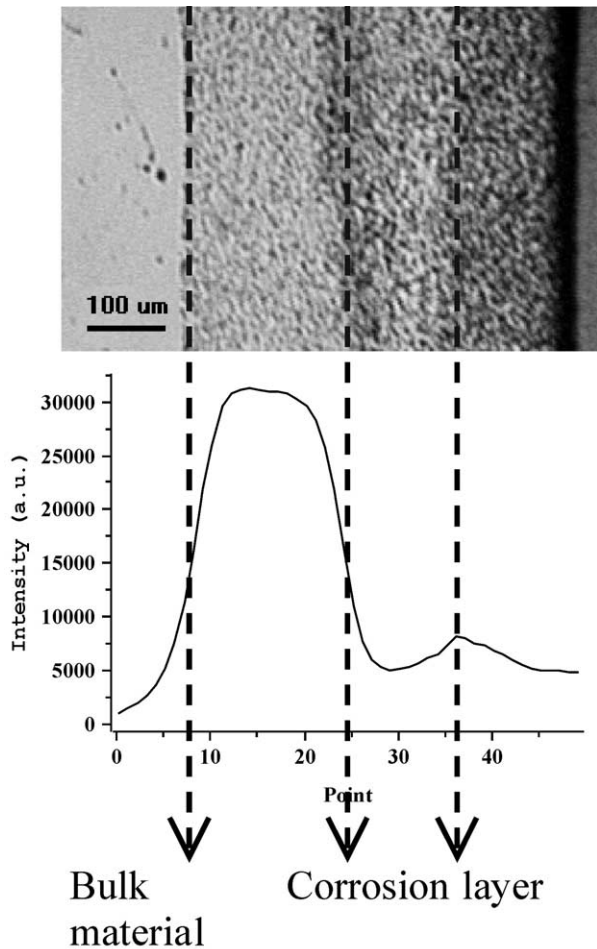 100 um
30000
25000
20000
15000
10000
5000
0
Intensity (a.u.)
0 10 20 30 40
Point
Bulk
material
Corrosion layer